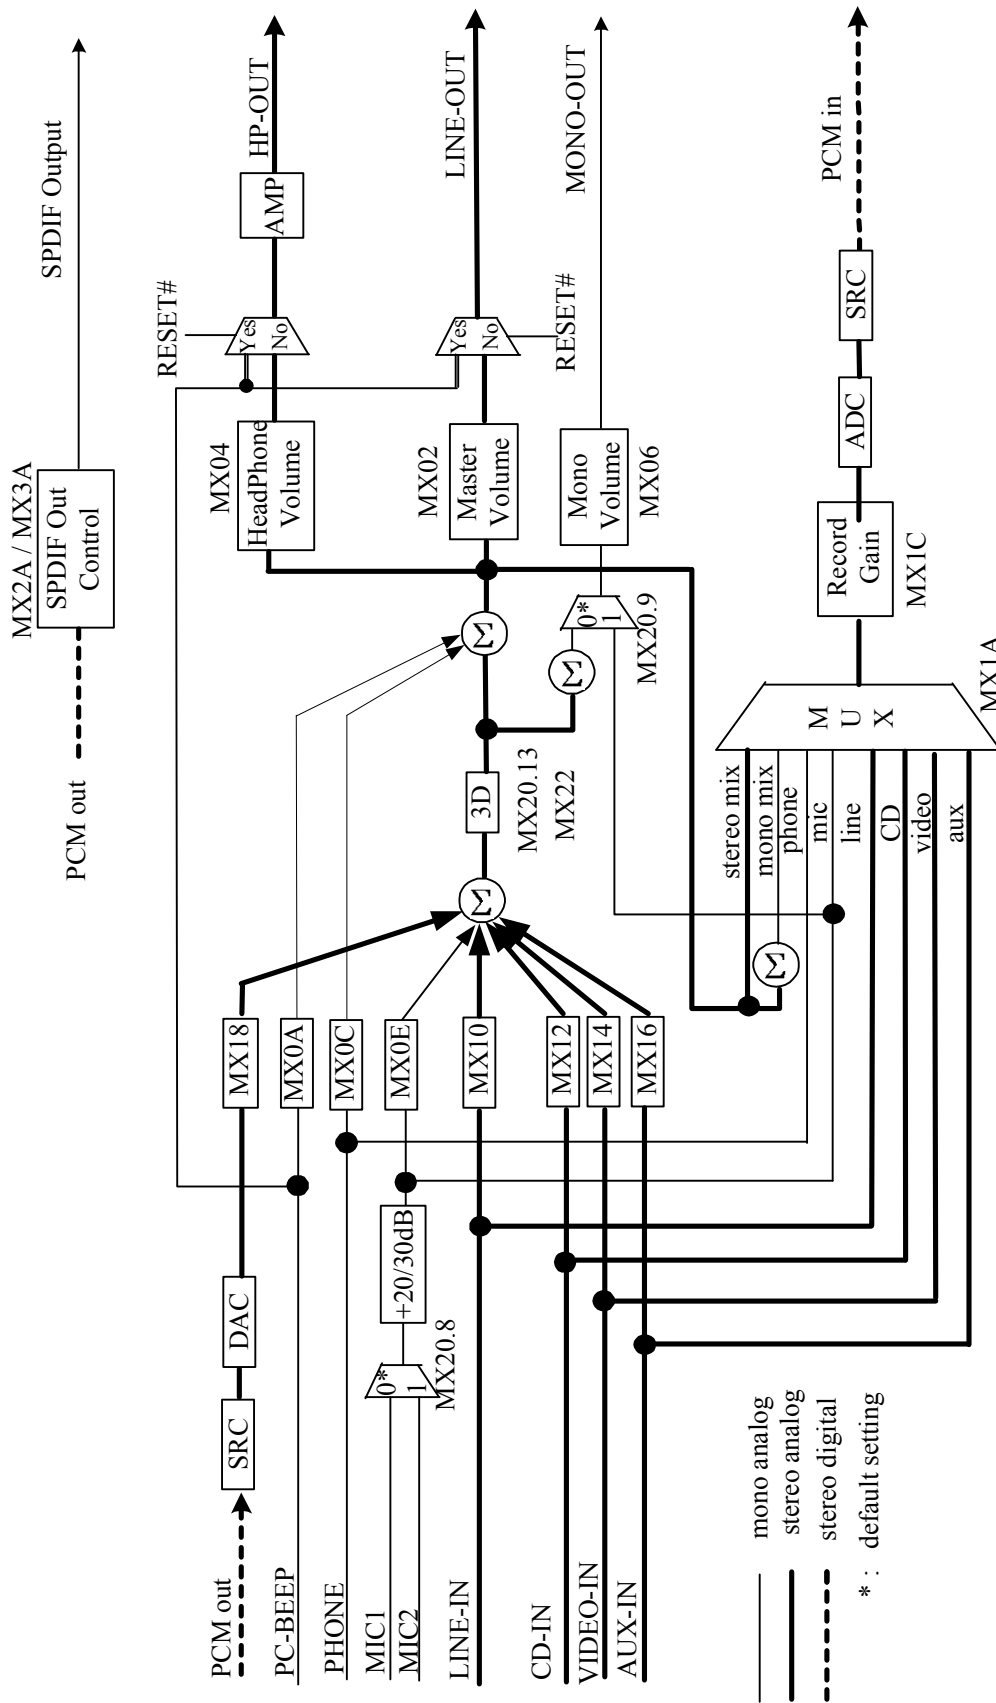 MX2A / MX3A
PCM out
SPDIF Out
Control
SPDIF Output
RESET#
PCM out
SRC
DAC
MX18
MX04
HeadPhone
Volume
Yes
No
AMP
HP-OUT
PC-BEEP
MX0A
PHONE
MX0C
MIC1
MIC2
0*
1
MX20.8
+20/30dB
MX0E
LINE-IN
MX10
Σ
3D
MX20.13
MX22
Σ
MX02
Master
Volume
Yes
No
RESET#
LINE-OUT
Σ
0*
1
MX20.9
Mono
Volume
MX06
MONO-OUT
CD-IN
MX12
VIDEO-IN
MX14
AUX-IN
MX16
Σ
stereo mix
mono mix
phone
mic
line
CD
video
aux
M
U
X
MX1A
Record
Gain
MX1C
ADC
SRC
PCM in
mono analog
stereo analog
stereo digital
* : default setting